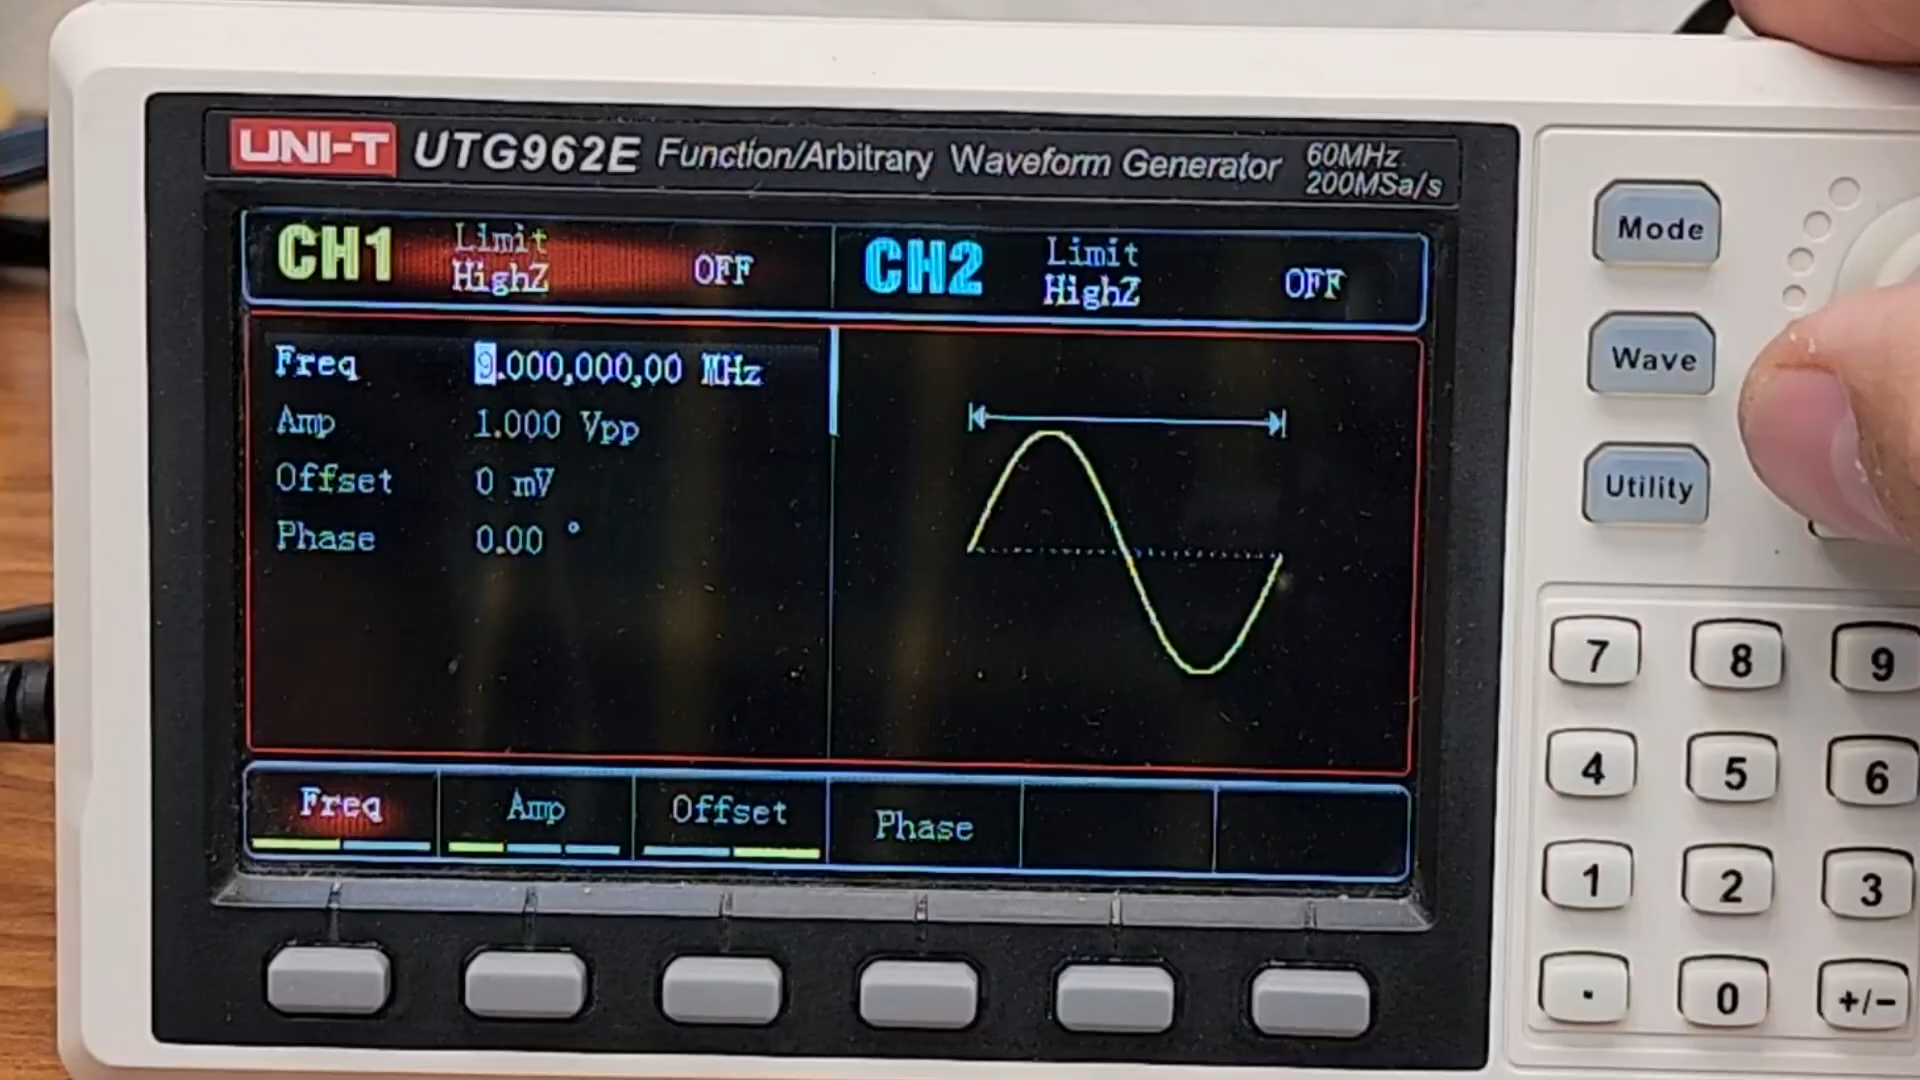 UNI-T UTG962E Function/Arbitrary Waveform Generator 60MHz 200MSa/s
CH1 Limit HighZ OFF
CH2 Limit HighZ OFF
Freq 9.000,000,00 MHz
Amp 1.000 Vpp
Offset 0 mV
Phase 0.00 °
Freq Amp Offset Phase
Mode
Wave
Utility
7 8 9
4 5 6
1 2 3
. 0 +/-